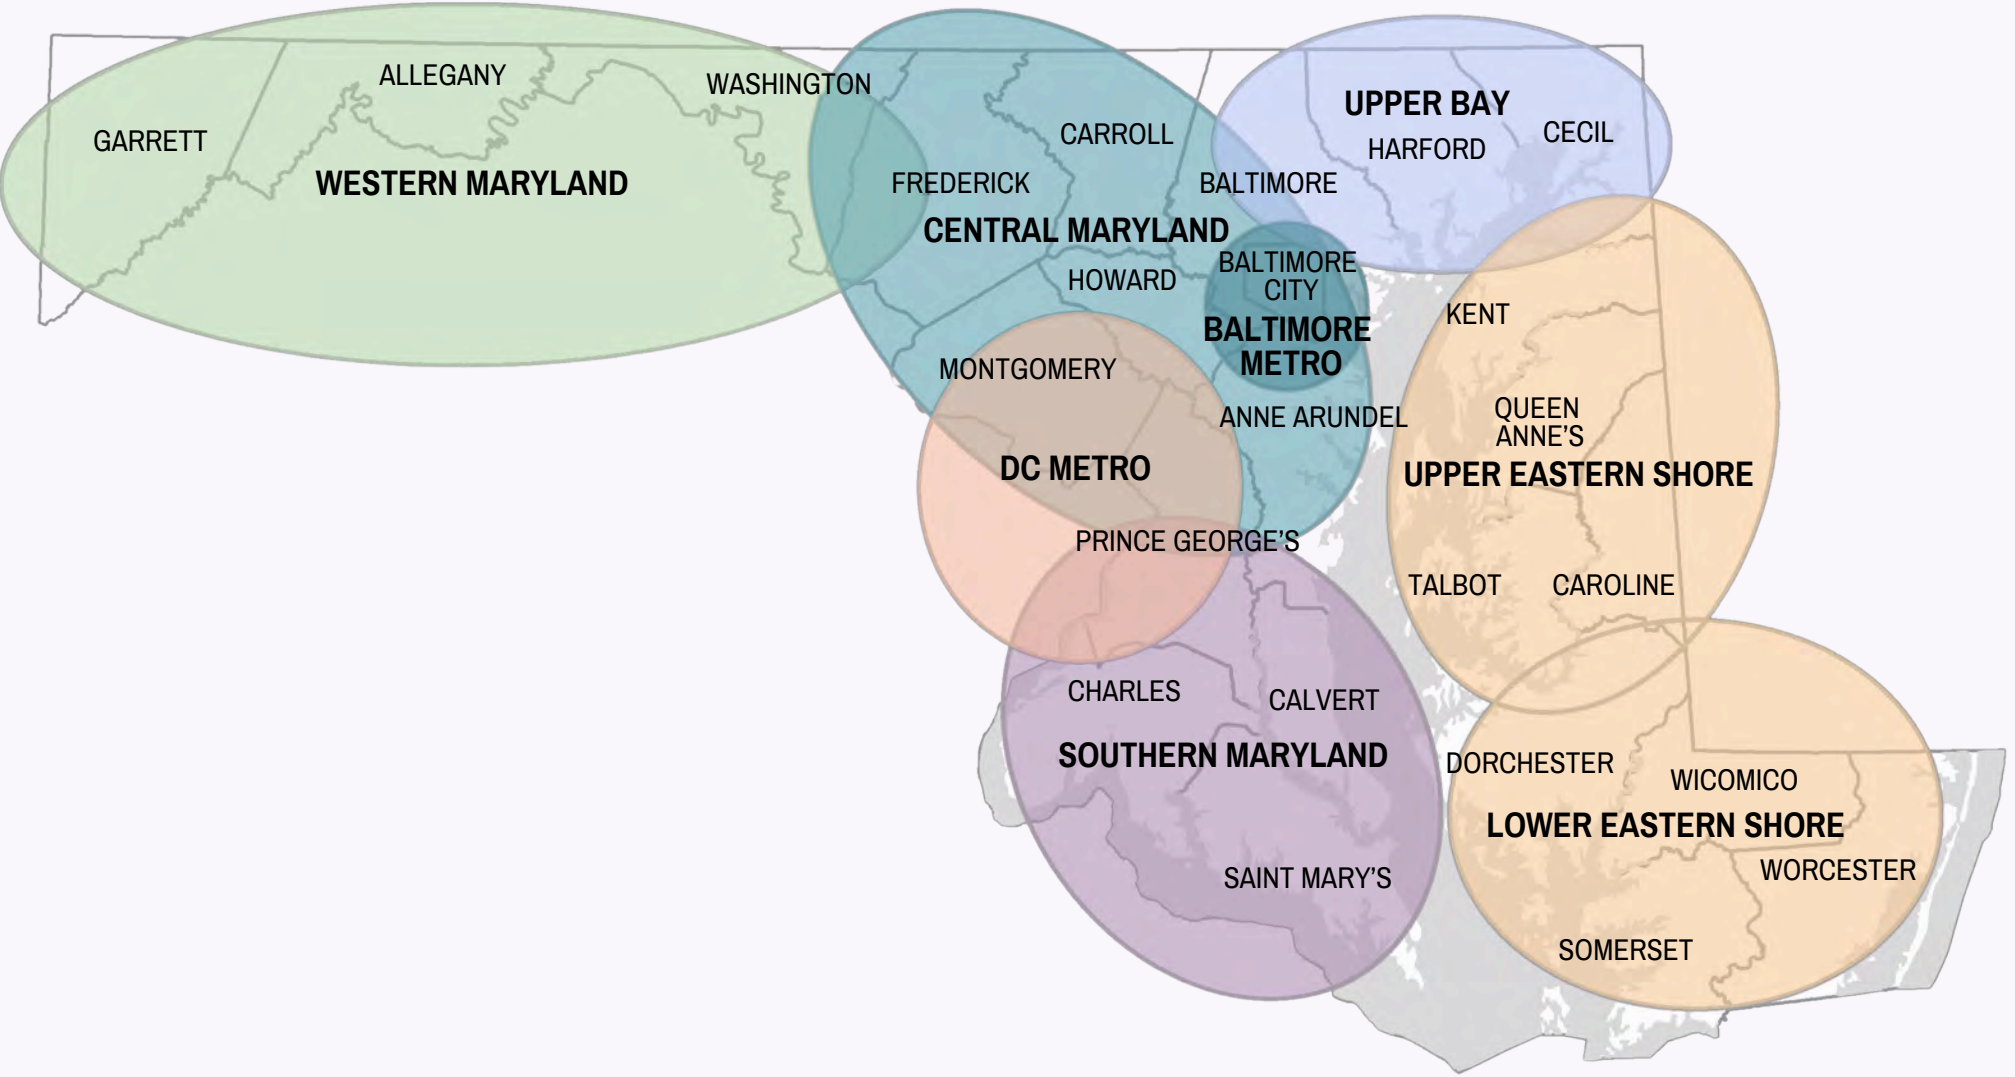 ALLEGANY
WASHINGTON
GARRETT
WESTERN MARYLAND
CARROLL
FREDERICK
BALTIMORE
CENTRAL MARYLAND
HOWARD
UPPER BAY
HARFORD
CECIL
BALTIMORE
CITY
BALTIMORE
METRO
MONTGOMERY
ANNE ARUNDEL
DC METRO
PRINCE GEORGE'S
KENT
QUEEN
ANNE'S
UPPER EASTERN SHORE
TALBOT
CAROLINE
CHARLES
CALVERT
SOUTHERN MARYLAND
SAINT MARY'S
DORCHESTER
WICOMICO
LOWER EASTERN SHORE
WORCESTER
SOMERSET